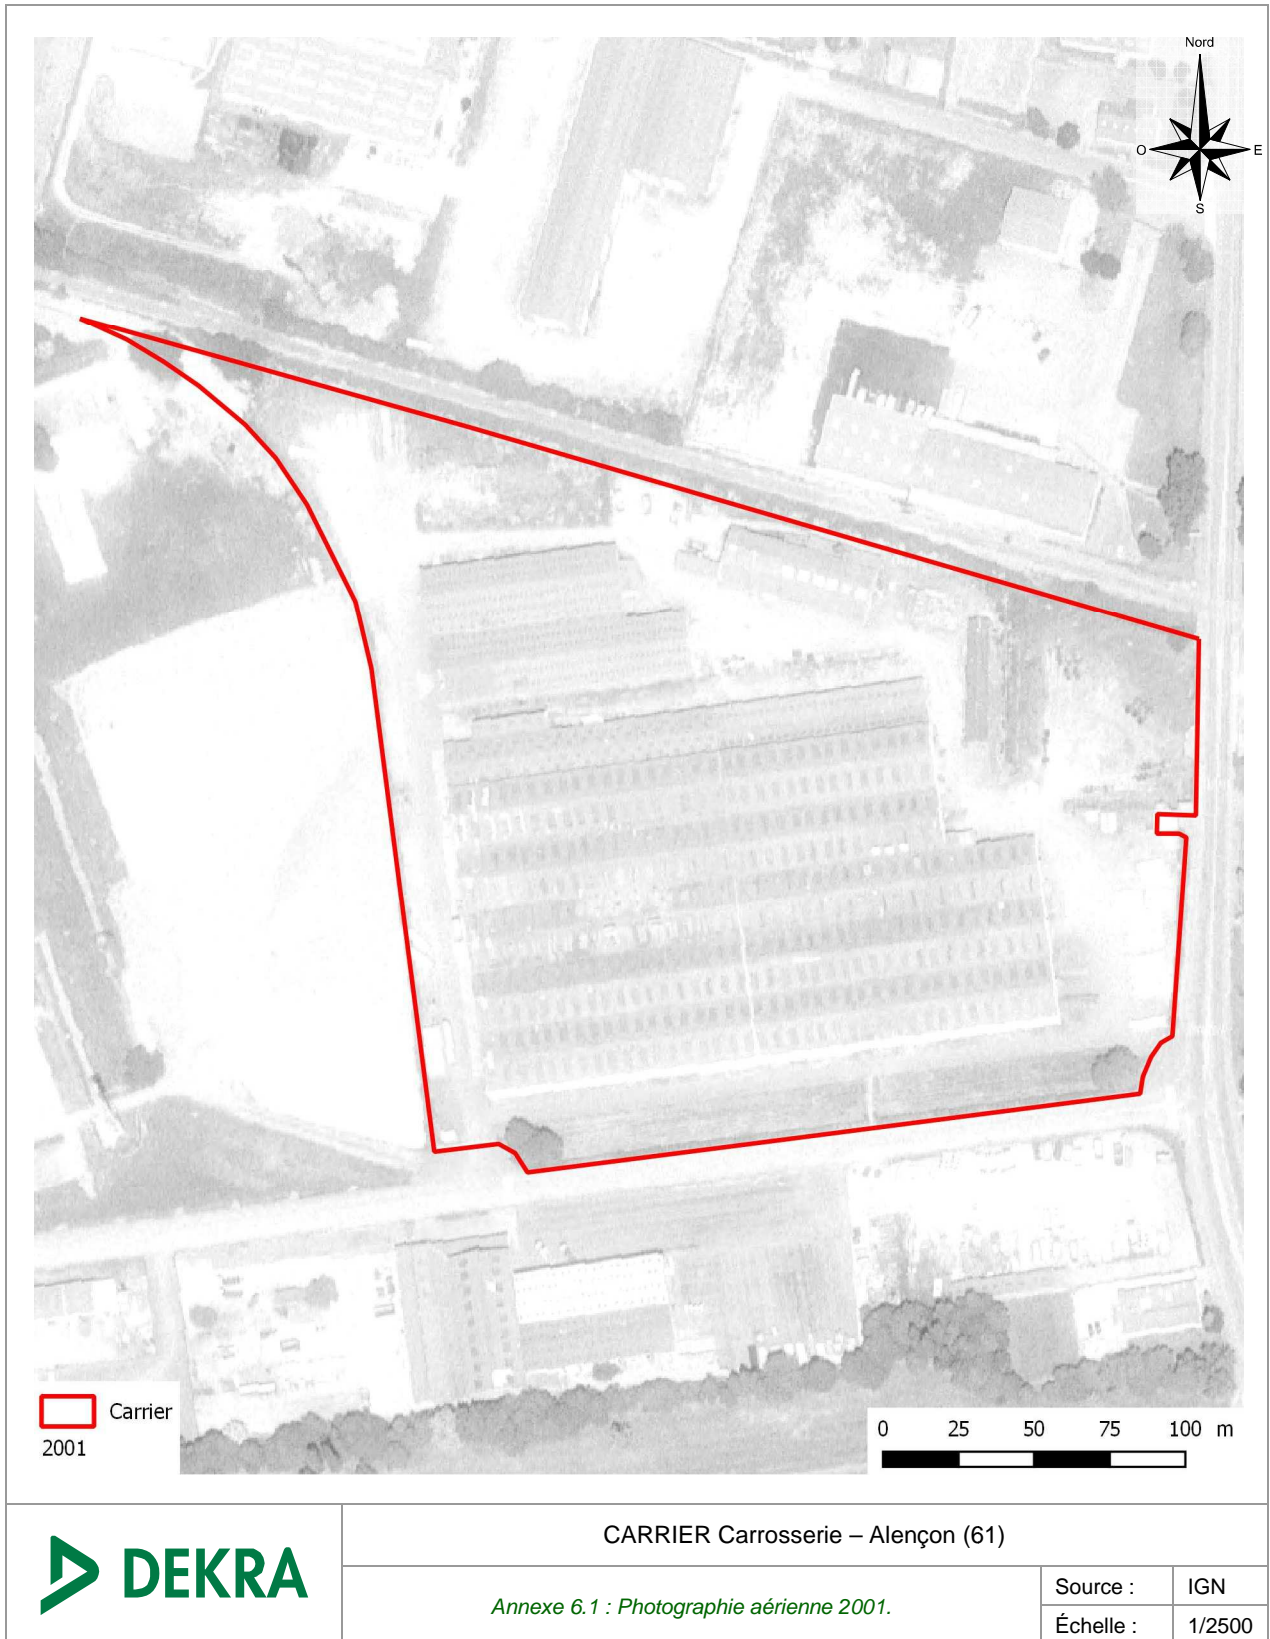 Nord
O
E
S
Carrier
2001
0 25 50 75 100 m
DEKRA
CARRIER Carrosserie – Alençon (61)
Annexe 6.1 : Photographie aérienne 2001.
Source : IGN
Échelle : 1/2500